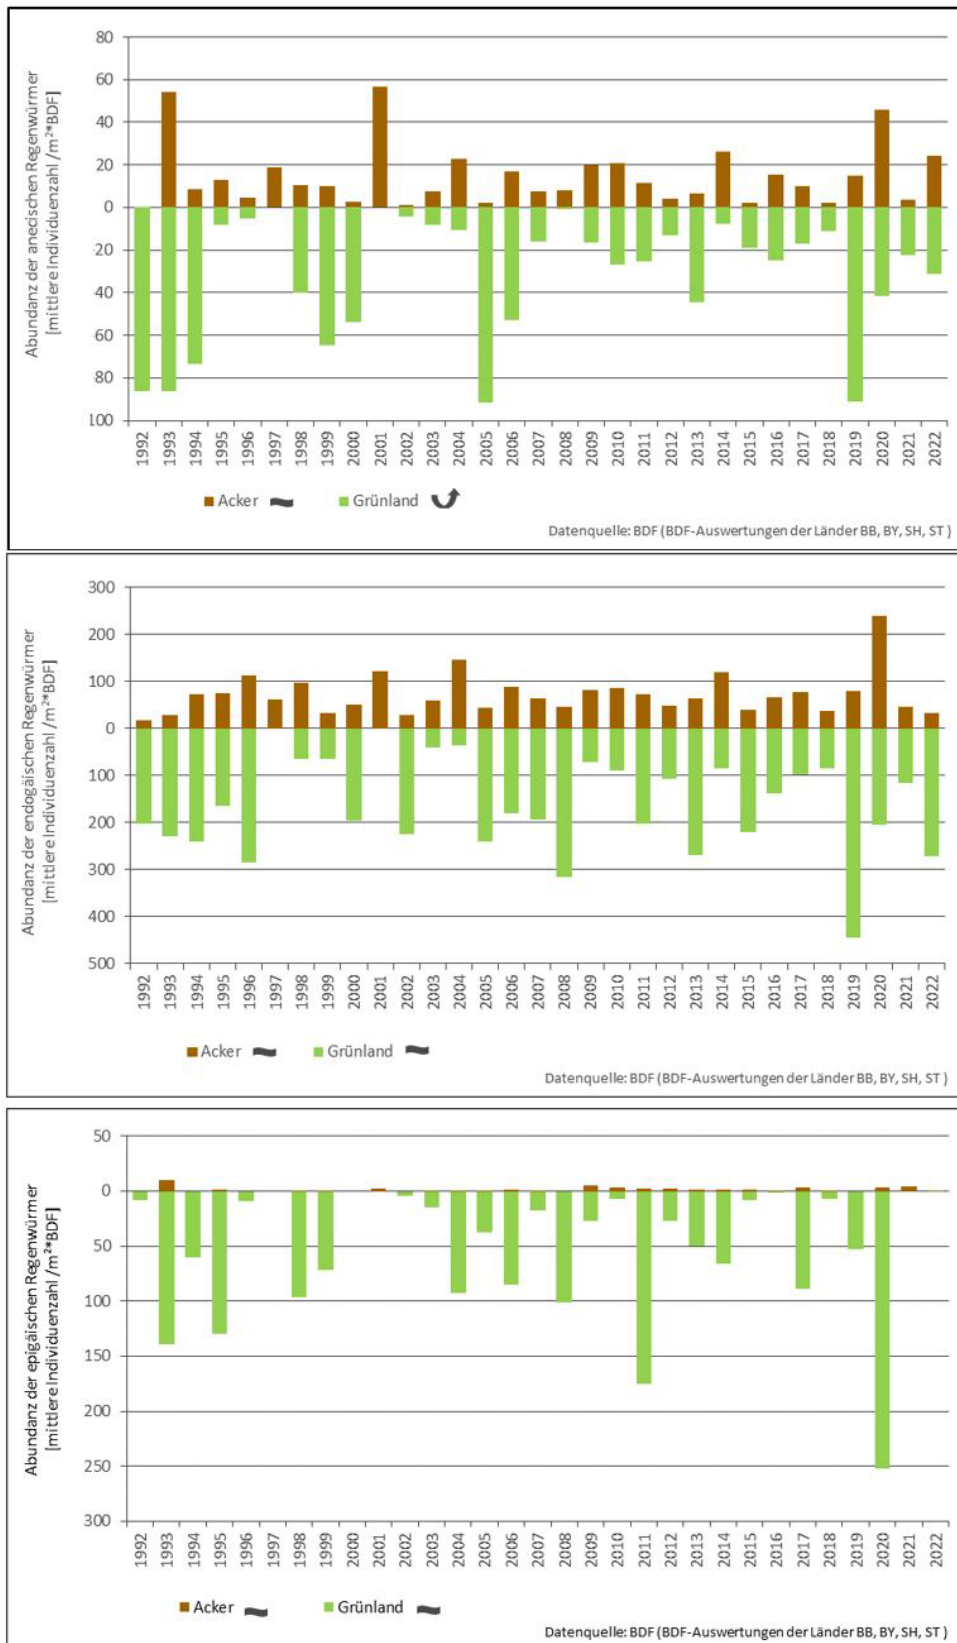 Abundanz der anecischen Regenwürmer
[mittlere Individuenzahl /m²*BDF]
80
60
40
20
0
20
40
60
80
100
1992 1993 1994 1995 1996 1997 1998 1999 2000 2001 2002 2003 2004 2005 2006 2007 2008 2009 2010 2011 2012 2013 2014 2015 2016 2017 2018 2019 2020 2021 2022
Acker Grünland
Datenquelle: BDF (BDF-Auswertungen der Länder BB, BY, SH, ST )
Abundanz der endogäischen Regenwürmer
[mittlere Individuenzahl /m²*BDF]
300
200
100
0
100
200
300
400
500
1992 1993 1994 1995 1996 1997 1998 1999 2000 2001 2002 2003 2004 2005 2006 2007 2008 2009 2010 2011 2012 2013 2014 2015 2016 2017 2018 2019 2020 2021 2022
Acker Grünland
Datenquelle: BDF (BDF-Auswertungen der Länder BB, BY, SH, ST )
Abundanz der epigäischen Regenwürmer
[mittlere Individuenzahl /m²*BDF]
50
0
50
100
150
200
250
300
1992 1993 1994 1995 1996 1997 1998 1999 2000 2001 2002 2003 2004 2005 2006 2007 2008 2009 2010 2011 2012 2013 2014 2015 2016 2017 2018 2019 2020 2021 2022
Acker Grünland
Datenquelle: BDF (BDF-Auswertungen der Länder BB, BY, SH, ST )